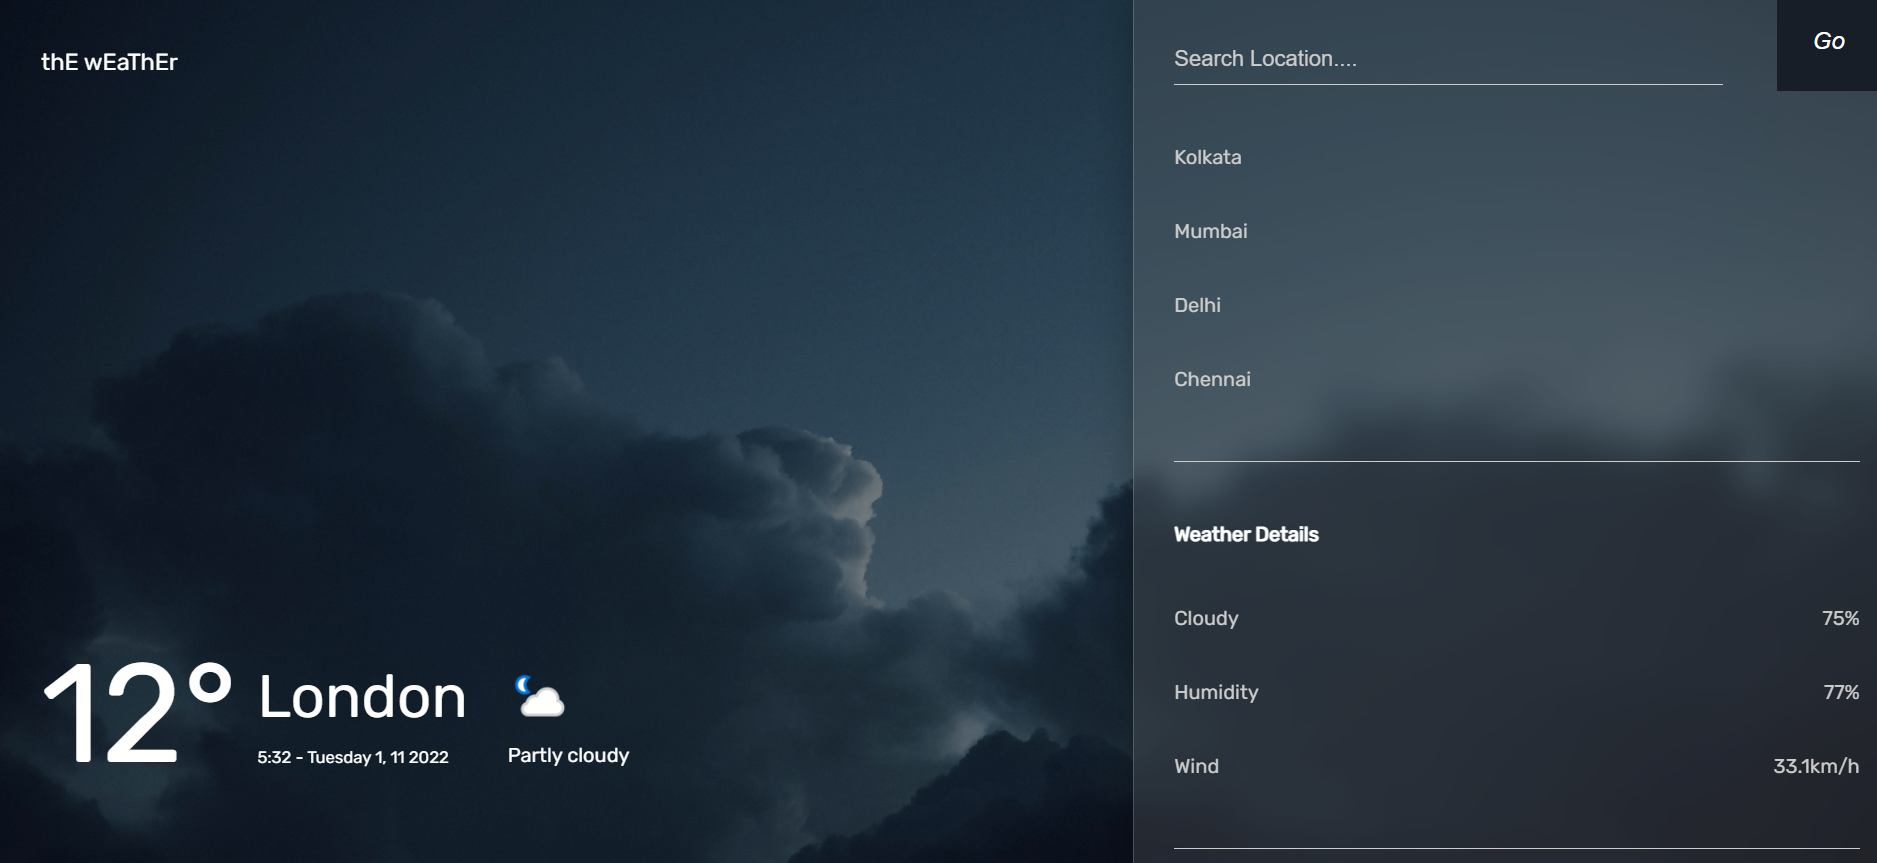 thE wEaThEr
12°
London
5:32 - Tuesday 1, 11 2022
Partly cloudy
Search Location....
Go
Kolkata
Mumbai
Delhi
Chennai
Weather Details
Cloudy 75%
Humidity 77%
Wind 33.1km/h